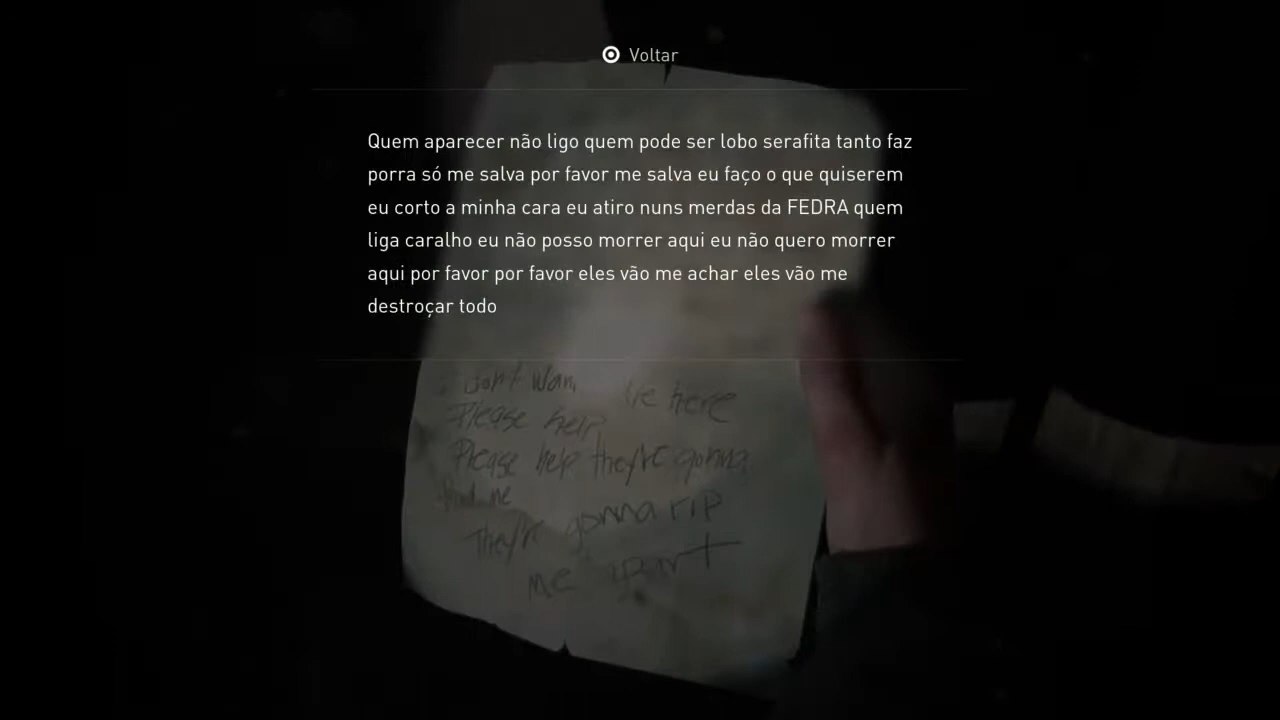 Voltar
Quem aparecer não ligo quem pode ser lobo serafita tanto faz
porra só me salva por favor me salva eu faço o que quiserem
eu corto a minha cara eu atiro nuns merdas da FEDRA quem
liga caralho eu não posso morrer aqui eu não quero morrer
aqui por favor por favor eles vão me achar eles vão me
destroçar todo
don't here
Please help
Please help they're gonna
me
They're gonna rip
me apart